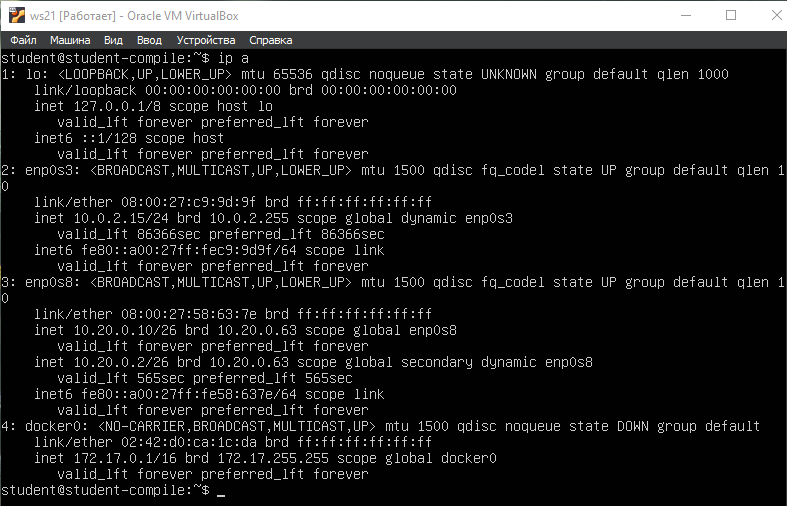 ws21 [Работает] - Oracle VM VirtualBox
Файл Машина Вид Ввод Устройства Справка
student@student-compile:~$ ip a
1: lo: <LOOPBACK,UP,LOWER_UP> mtu 65536 qdisc noqueue state UNKNOWN group default qlen 1000
    link/loopback 00:00:00:00:00:00 brd 00:00:00:00:00:00
    inet 127.0.0.1/8 scope host lo
       valid_lft forever preferred_lft forever
    inet6 ::1/128 scope host
       valid_lft forever preferred_lft forever
2: enp0s3: <BROADCAST,MULTICAST,UP,LOWER_UP> mtu 1500 qdisc fq_codel state UP group default qlen 10
0
    link/ether 08:00:27:c9:9d:9f brd ff:ff:ff:ff:ff:ff
    inet 10.0.2.15/24 brd 10.0.2.255 scope global dynamic enp0s3
       valid_lft 86366sec preferred_lft 86366sec
    inet6 fe80::a00:27ff:fec9:9d9f/64 scope link
       valid_lft forever preferred_lft forever
3: enp0s8: <BROADCAST,MULTICAST,UP,LOWER_UP> mtu 1500 qdisc fq_codel state UP group default qlen 10
0
    link/ether 08:00:27:58:63:7e brd ff:ff:ff:ff:ff:ff
    inet 10.20.0.10/26 brd 10.20.0.63 scope global enp0s8
       valid_lft forever preferred_lft forever
    inet 10.20.0.2/26 brd 10.20.0.63 scope global secondary dynamic enp0s8
       valid_lft 565sec preferred_lft 565sec
    inet6 fe80::a00:27ff:fe58:637e/64 scope link
       valid_lft forever preferred_lft forever
4: docker0: <NO-CARRIER,BROADCAST,MULTICAST,UP> mtu 1500 qdisc noqueue state DOWN group default
    link/ether 02:42:d0:ca:1c:da brd ff:ff:ff:ff:ff:ff
    inet 172.17.0.1/16 brd 172.17.255.255 scope global docker0
       valid_lft forever preferred_lft forever
student@student-compile:~$ _